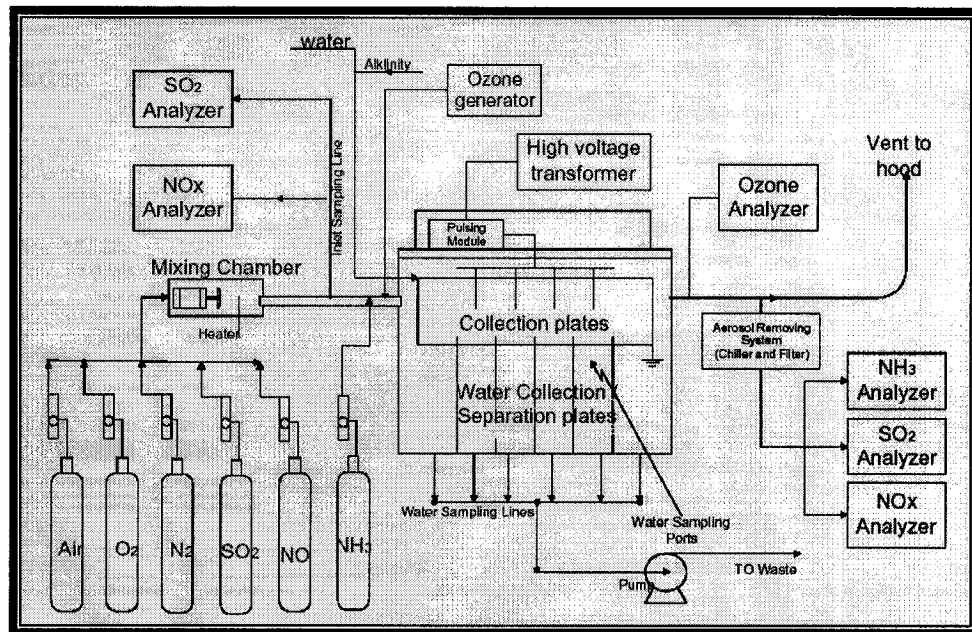 water
Alklinity
SO2
Analyzer
Ozone
generator
High voltage
transformer
Vent to
hood
NOx
Analyzer
Inlet Sampling Line
Ozone
Analyzer
Pulsing
Module
Mixing Chamber
Heater
Collection plates
Aerosol Removing
System
(Chiller and Filter)
Water Collection
Separation plates
NH3
Analyzer
SO2
Analyzer
NOx
Analyzer
Water Sampling Lines
Water Sampling
Ports
Air
O2
N2
SO2
NO
NH3
Pump
TO Waste